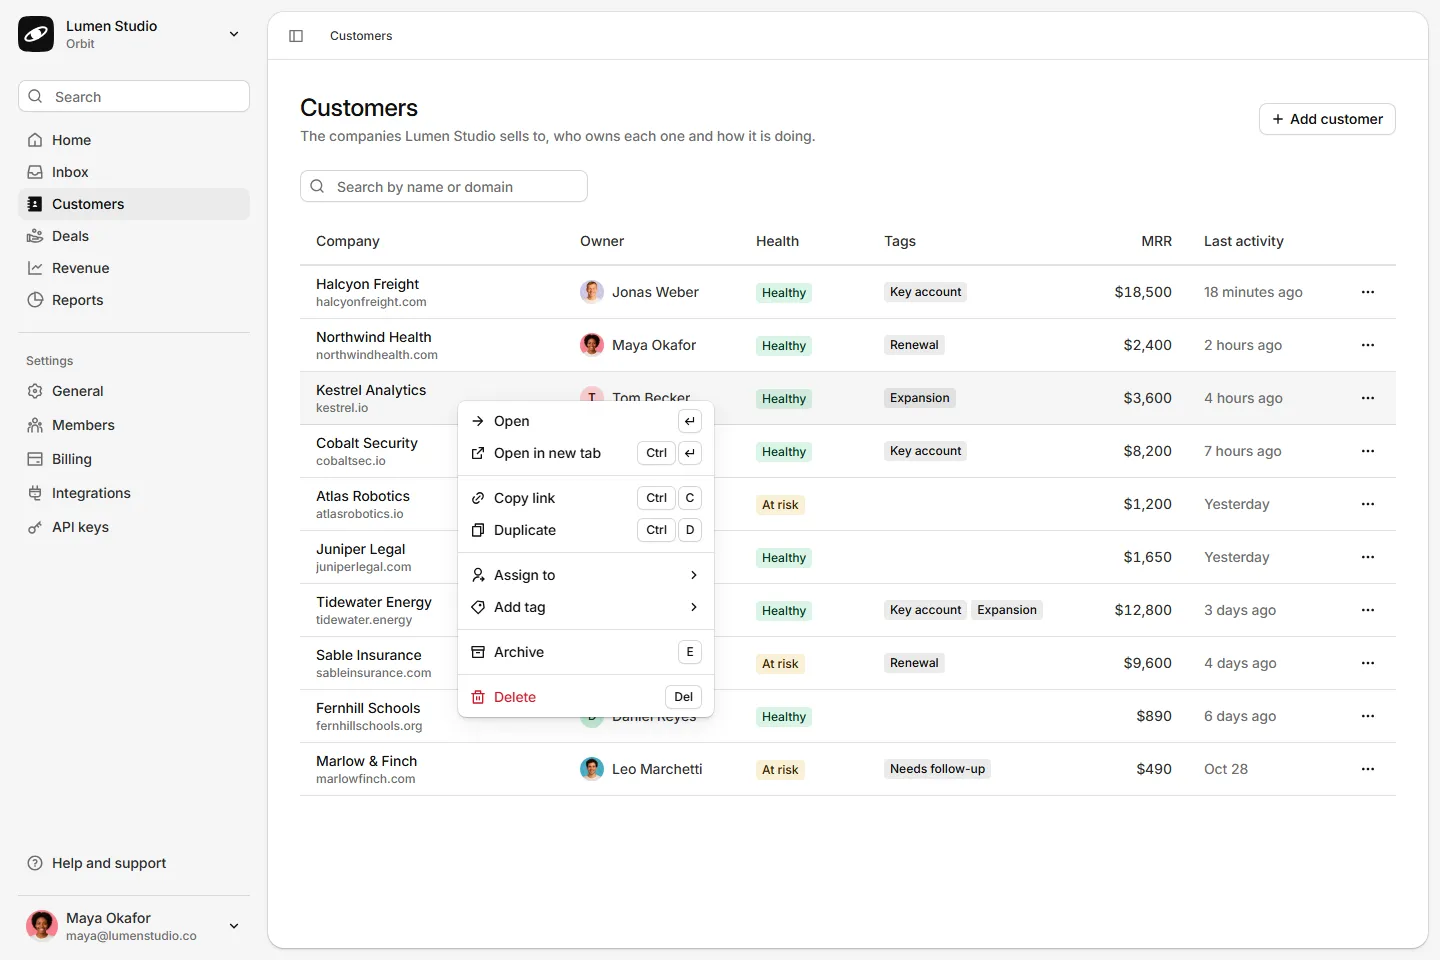 Lumen Studio
Orbit
Search
Home
Inbox
Customers
Deals
Revenue
Reports
Settings
General
Members
Billing
Integrations
API keys
Help and support
Maya Okafor
maya@lumenstudio.co
Customers
Customers
The companies Lumen Studio sells to, who owns each one and how it is doing.
+ Add customer
Search by name or domain
Company Owner Health Tags MRR Last activity
Halcyon Freight
halcyonfreight.com
Jonas Weber Healthy Key account $18,500 18 minutes ago
Northwind Health
northwindhealth.com
Maya Okafor Healthy Renewal $2,400 2 hours ago
Kestrel Analytics
kestrel.io
T Tom Becker Healthy Expansion $3,600 4 hours ago
Cobalt Security
cobaltsec.io
Healthy Key account $8,200 7 hours ago
Atlas Robotics
atlasrobotics.io
At risk $1,200 Yesterday
Juniper Legal
juniperlegal.com
Healthy $1,650 Yesterday
Tidewater Energy
tidewater.energy
Healthy Key account Expansion $12,800 3 days ago
Sable Insurance
sableinsurance.com
At risk Renewal $9,600 4 days ago
Fernhill Schools
fernhillschools.org
D Daniel Reyes Healthy $890 6 days ago
Marlow & Finch
marlowfinch.com
Leo Marchetti At risk Needs follow-up $490 Oct 28
Open ↵
Open in new tab Ctrl ↵
Copy link Ctrl C
Duplicate Ctrl D
Assign to
Add tag
Archive E
Delete Del